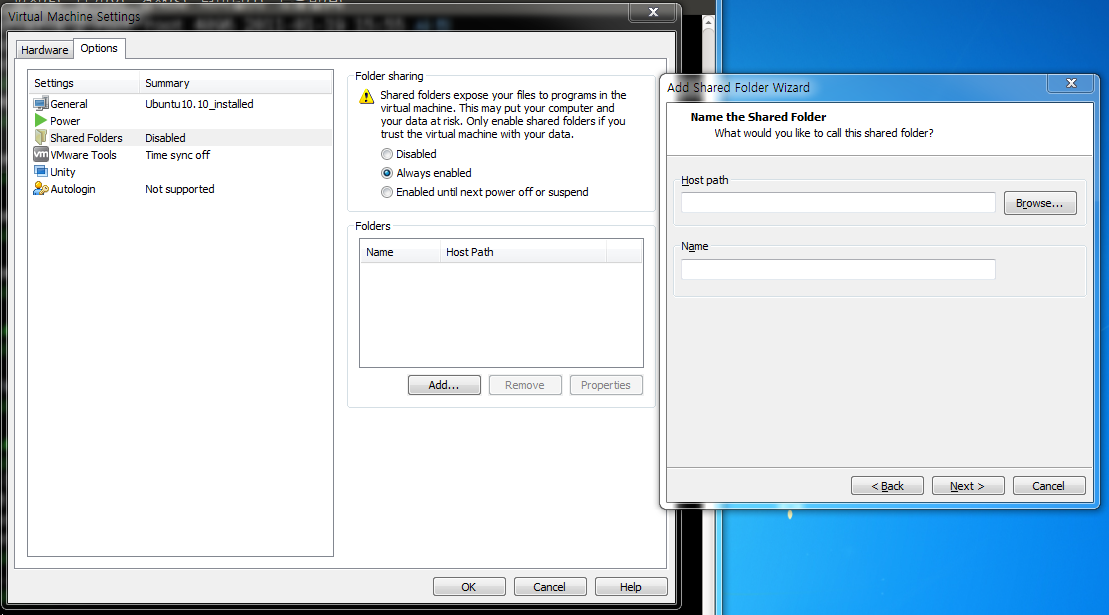 Virtual Machine Settings
Hardware
Options
Settings Summary
General Ubuntu10.10_installed
Power
Shared Folders Disabled
VMware Tools Time sync off
Unity
Autologin Not supported
Folder sharing
Shared folders expose your files to programs in the
virtual machine. This may put your computer and
your data at risk. Only enable shared folders if you
trust the virtual machine with your data.
Disabled
Always enabled
Enabled until next power off or suspend
Folders
Name Host Path
Add... Remove Properties
OK Cancel Help
Add Shared Folder Wizard
Name the Shared Folder
What would you like to call this shared folder?
Host path
Browse...
Name
< Back Next > Cancel